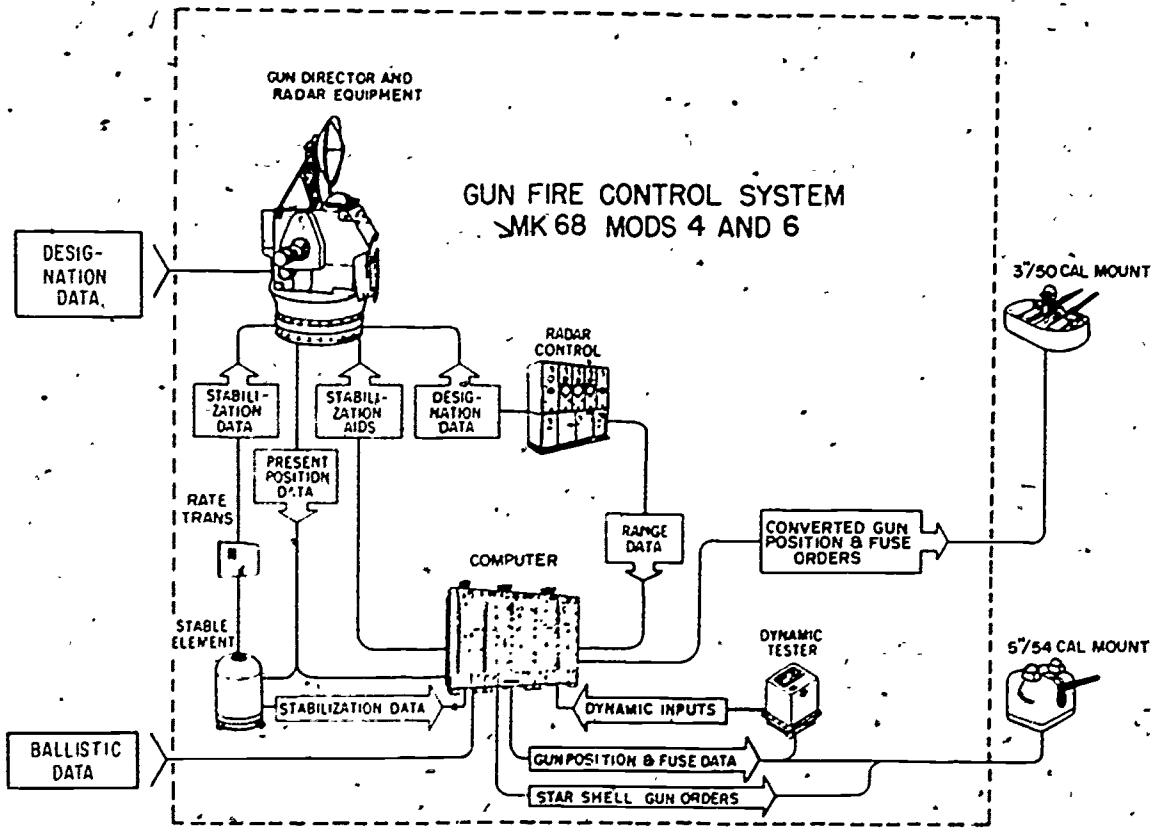 GUN DIRECTOR AND
RADAR EQUIPMENT
GUN FIRE CONTROL SYSTEM
MK 68 MODS 4 AND 6
DESIG-
NATION
DATA
3"/50 CAL MOUNT
RADAR
CONTROL
STABILI-
ZATION
DATA
STABILI-
ZATION
AIDS
DESIG-
NATION
DATA
PRESENT
POSITION
DATA
RATE
TRANS
RANGE
DATA
CONVERTED GUN
POSITION & FUSE
ORDERS
COMPUTER
STABLE
ELEMENT
DYNAMIC
TESTER
5"/54 CAL MOUNT
STABILIZATION DATA
DYNAMIC INPUTS
BALLISTIC
DATA
GUN POSITION & FUSE DATA
STAR SHELL GUN ORDERS